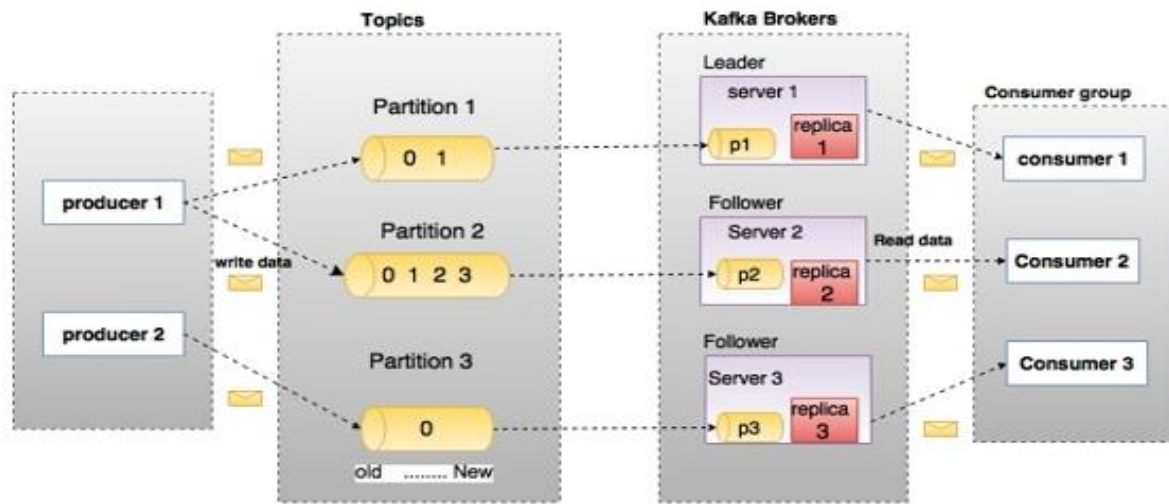 Topics
Kafka Brokers
Leader
server 1
Partition 1
Consumer group
0 1
p1
replica
1
consumer 1
producer 1
Follower
Server 2
Partition 2
Read data
write data
0 1 2 3
p2
replica
2
Consumer 2
producer 2
Follower
Server 3
Partition 3
Consumer 3
0
p3
replica
3
old ......... New